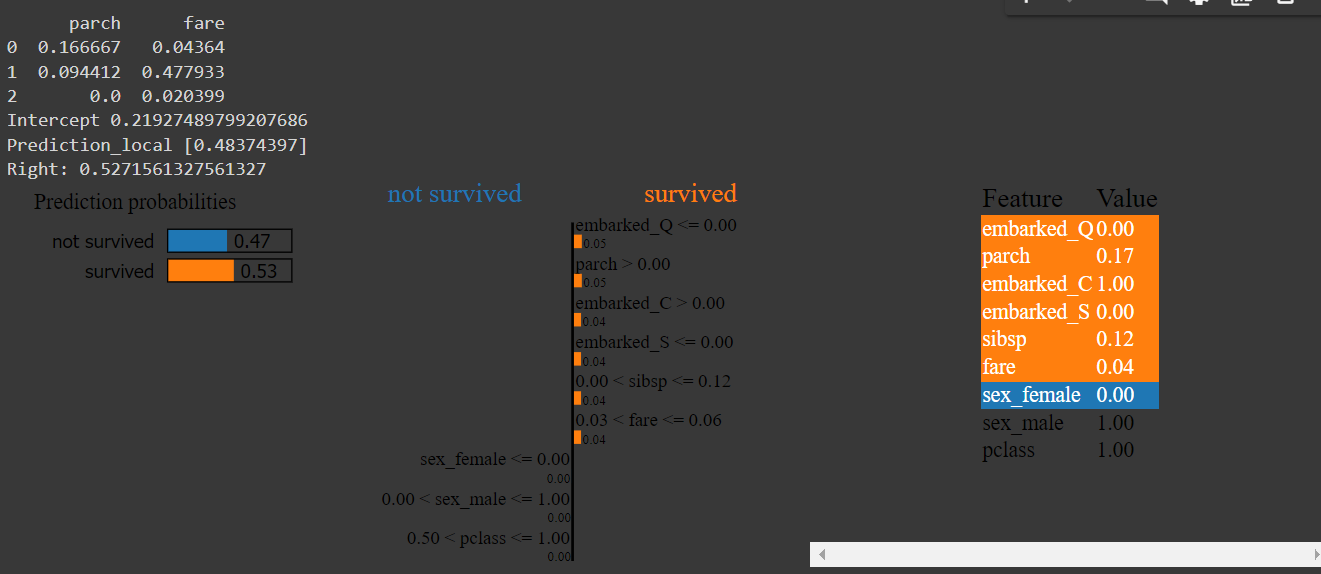 parch fare
0 0.166667 0.04364
1 0.094412 0.477933
2 0.0 0.020399
Intercept 0.21927489799207686
Prediction_local [0.48374397]
Right: 0.5271561327561327
Prediction probabilities
not survived 0.47
survived 0.53
not survived survived
embarked_Q <= 0.00
0.05
parch > 0.00
0.05
embarked_C > 0.00
0.04
embarked_S <= 0.00
0.04
0.00 < sibsp <= 0.12
0.04
0.03 < fare <= 0.06
0.04
sex_female <= 0.00
0.00
0.00 < sex_male <= 1.00
0.00
0.50 < pclass <= 1.00
0.00
Feature Value
embarked_Q 0.00
parch 0.17
embarked_C 1.00
embarked_S 0.00
sibsp 0.12
fare 0.04
sex_female 0.00
sex_male 1.00
pclass 1.00